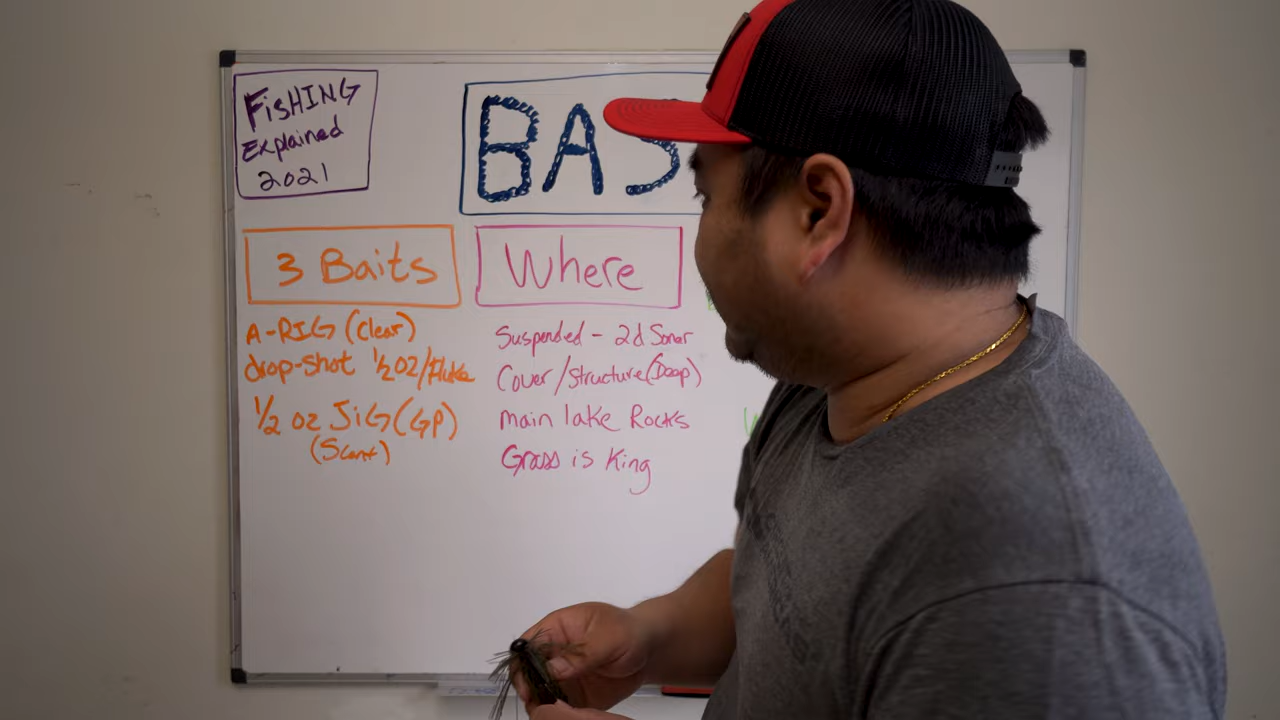 FisHING
Explained
2021
BAS
3 Baits
A-RIG (Clear)
drop-shot 1/2 oz/Fluke
1/2 oz JiG (GP)
(Scent)
Where
Suspended - 2d Sonar
Cover/Structure (Deep)
main lake Rocks
Grass is King